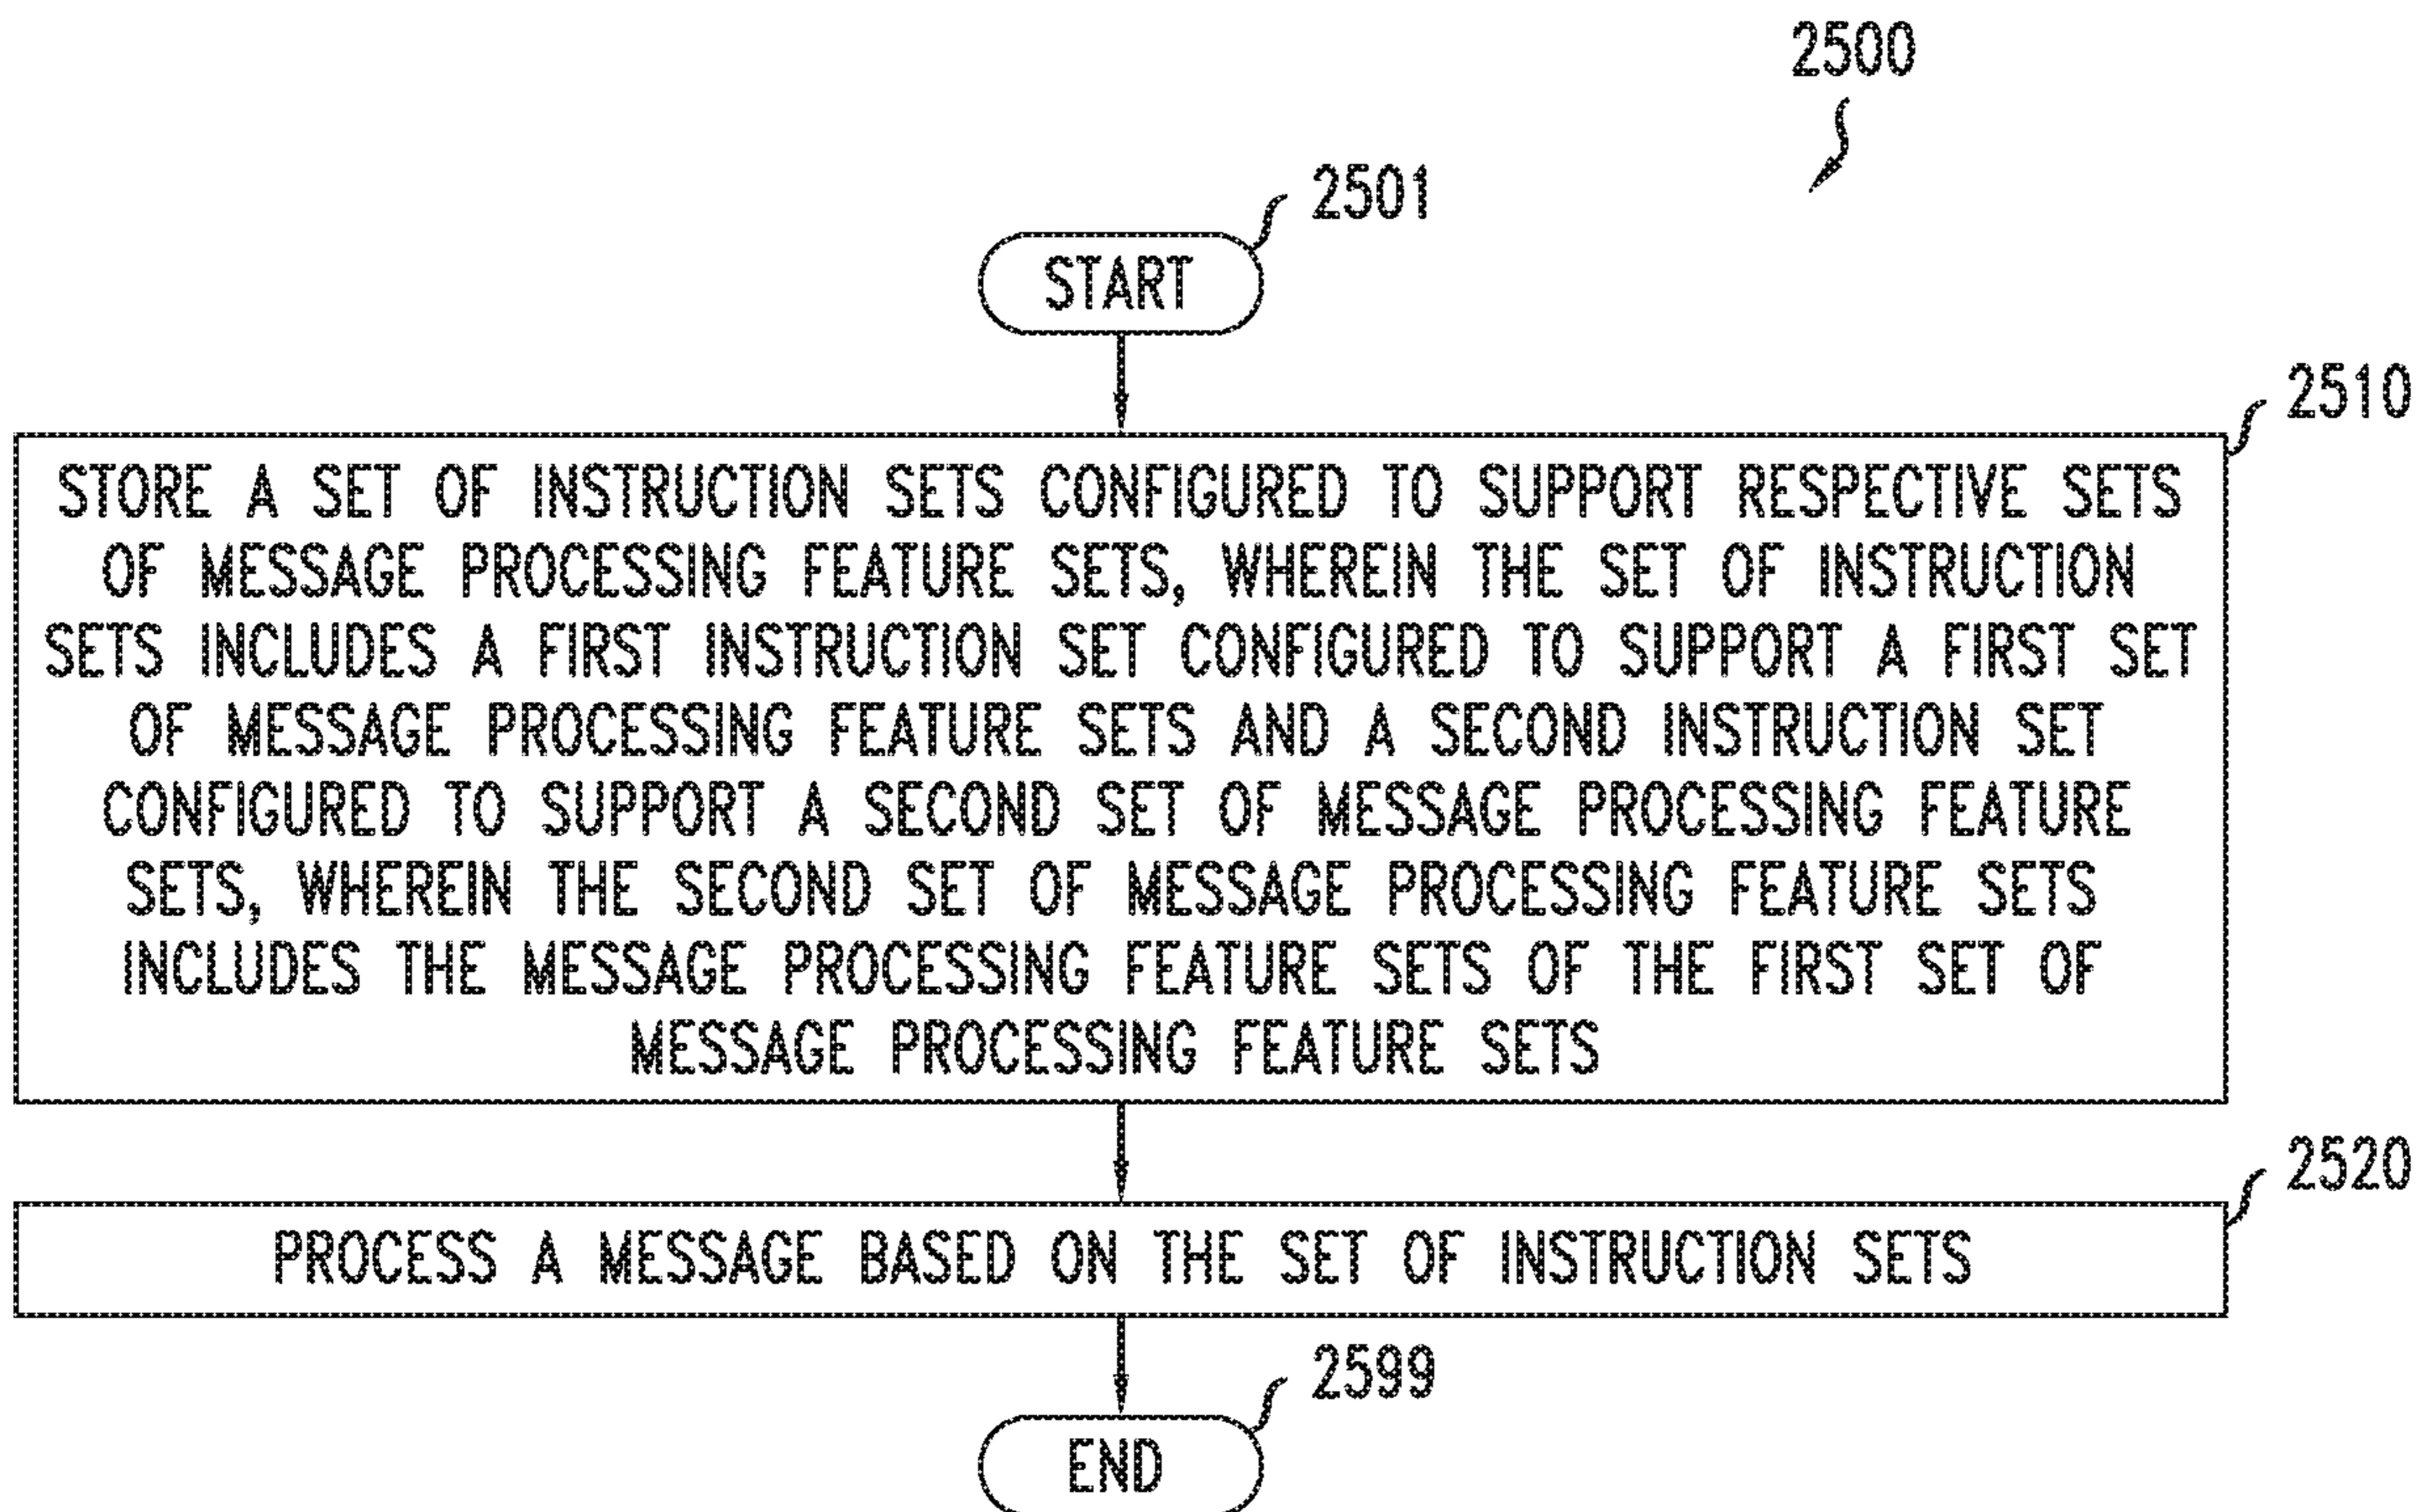 2500
2501
START
2510
STORE A SET OF INSTRUCTION SETS CONFIGURED TO SUPPORT RESPECTIVE SETS
OF MESSAGE PROCESSING FEATURE SETS, WHEREIN THE SET OF INSTRUCTION
SETS INCLUDES A FIRST INSTRUCTION SET CONFIGURED TO SUPPORT A FIRST SET
OF MESSAGE PROCESSING FEATURE SETS AND A SECOND INSTRUCTION SET
CONFIGURED TO SUPPORT A SECOND SET OF MESSAGE PROCESSING FEATURE
SETS, WHEREIN THE SECOND SET OF MESSAGE PROCESSING FEATURE SETS
INCLUDES THE MESSAGE PROCESSING FEATURE SETS OF THE FIRST SET OF
MESSAGE PROCESSING FEATURE SETS
2520
PROCESS A MESSAGE BASED ON THE SET OF INSTRUCTION SETS
2599
END